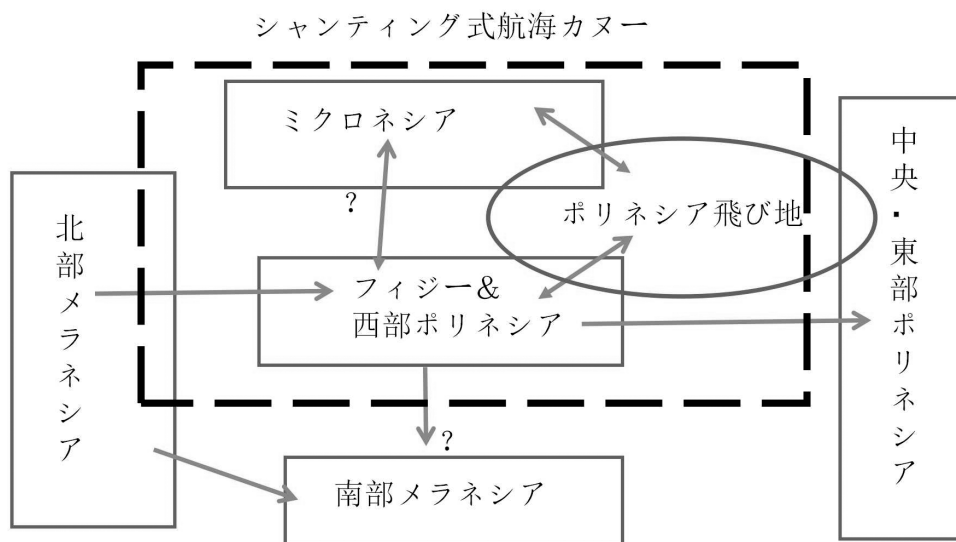 シャンティング式航海カヌー
ミクロネシア
?
ポリネシア飛び地
北部メラネシア
フィジー&
西部ポリネシア
中央・東部ポリネシア
?
南部メラネシア